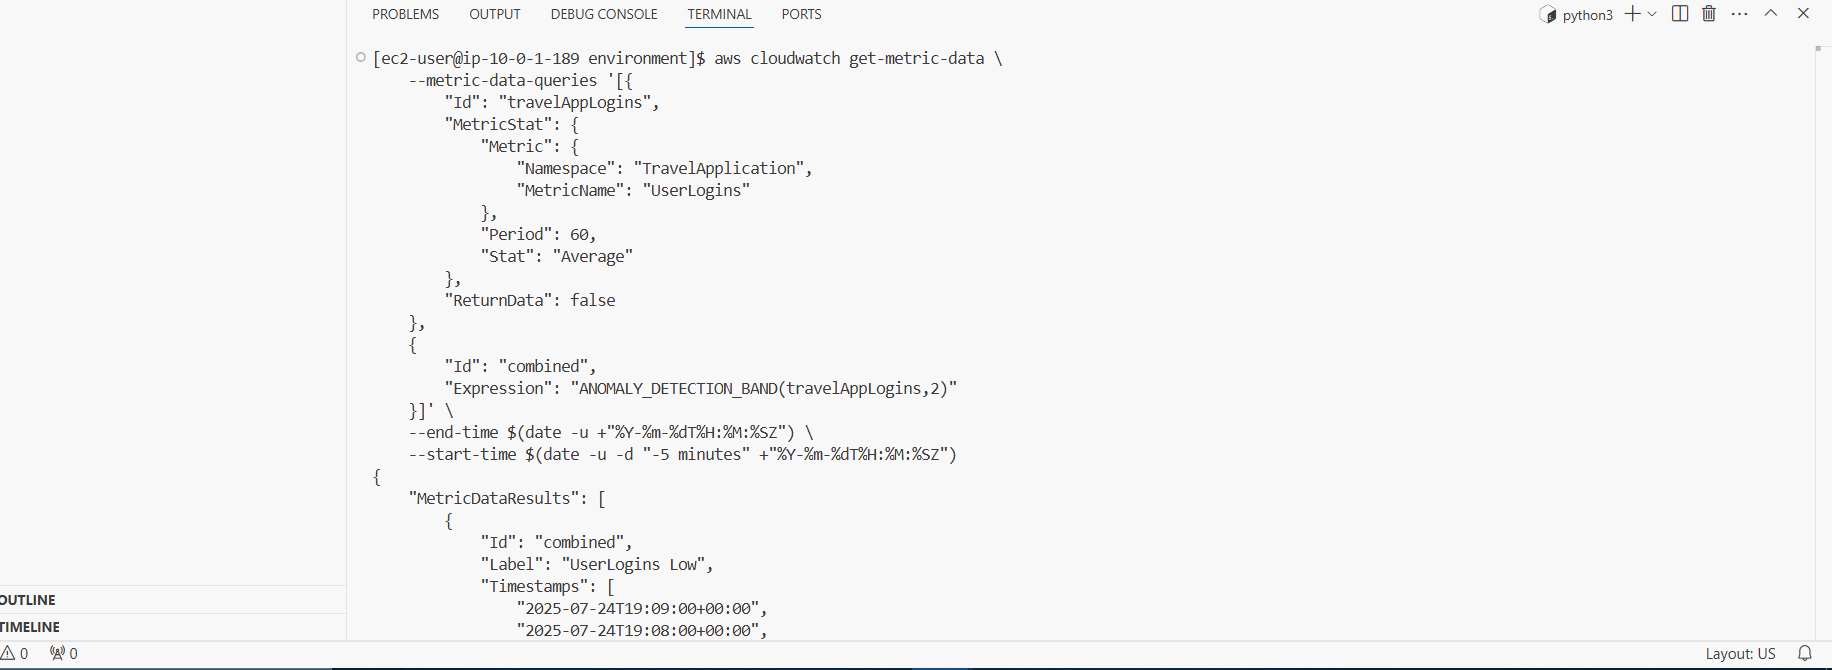 PROBLEMS OUTPUT DEBUG CONSOLE TERMINAL PORTS python3
[ec2-user@ip-10-0-1-189 environment]$ aws cloudwatch get-metric-data \
    --metric-data-queries '[{
        "Id": "travelAppLogins",
        "MetricStat": {
            "Metric": {
                "Namespace": "TravelApplication",
                "MetricName": "UserLogins"
            },
            "Period": 60,
            "Stat": "Average"
        },
        "ReturnData": false
    },
    {
        "Id": "combined",
        "Expression": "ANOMALY_DETECTION_BAND(travelAppLogins,2)"
    }]' \
    --end-time $(date -u +"%Y-%m-%dT%H:%M:%SZ") \
    --start-time $(date -u -d "-5 minutes" +"%Y-%m-%dT%H:%M:%SZ")
{
    "MetricDataResults": [
        {
            "Id": "combined",
            "Label": "UserLogins Low",
            "Timestamps": [
                "2025-07-24T19:09:00+00:00",
                "2025-07-24T19:08:00+00:00",
OUTLINE
TIMELINE
0 0 Layout: US